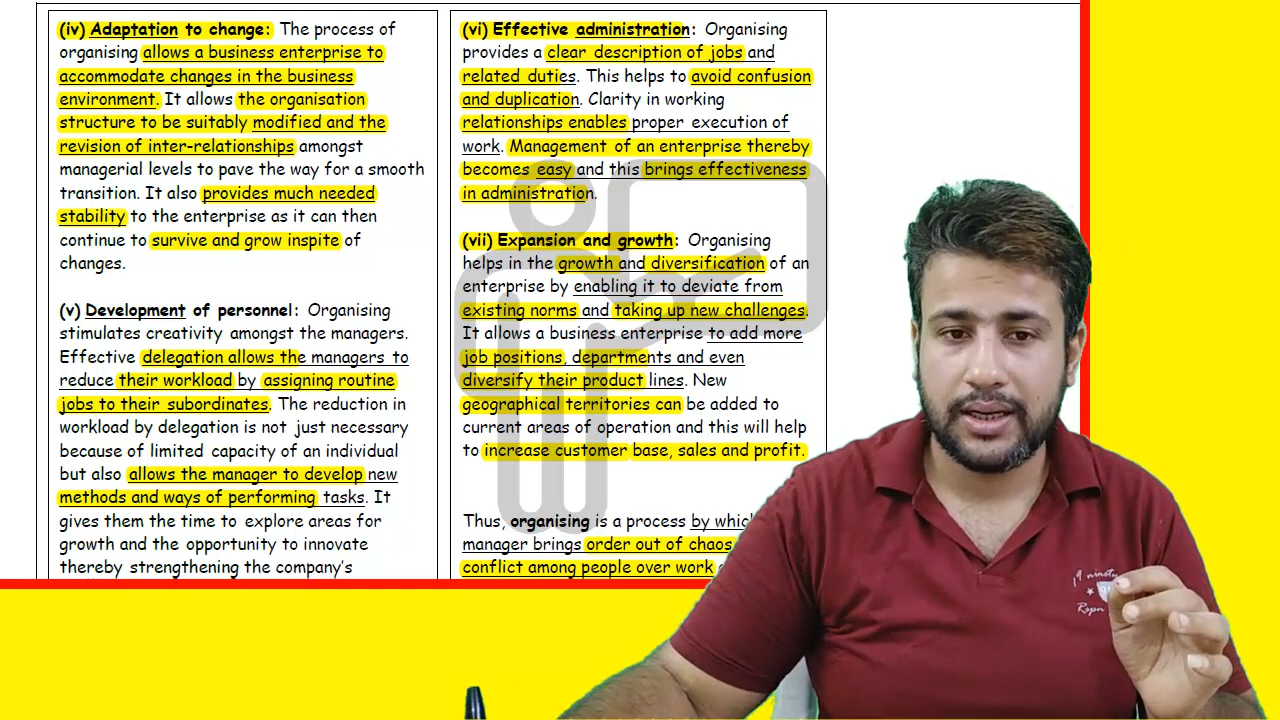 (iv) Adaptation to change: The process of
organising allows a business enterprise to
accommodate changes in the business
environment. It allows the organisation
structure to be suitably modified and the
revision of inter-relationships amongst
managerial levels to pave the way for a smooth
transition. It also provides much needed
stability to the enterprise as it can then
continue to survive and grow inspite of
changes.
(v) Development of personnel: Organising
stimulates creativity amongst the managers.
Effective delegation allows the managers to
reduce their workload by assigning routine
jobs to their subordinates. The reduction in
workload by delegation is not just necessary
because of limited capacity of an individual
but also allows the manager to develop new
methods and ways of performing tasks. It
gives them the time to explore areas for
growth and the opportunity to innovate
thereby strengthening the company's
(vi) Effective administration: Organising
provides a clear description of jobs and
related duties. This helps to avoid confusion
and duplication. Clarity in working
relationships enables proper execution of
work. Management of an enterprise thereby
becomes easy and this brings effectiveness
in administration.
(vii) Expansion and growth: Organising
helps in the growth and diversification of an
enterprise by enabling it to deviate from
existing norms and taking up new challenges.
It allows a business enterprise to add more
job positions, departments and even
diversify their product lines. New
geographical territories can be added to
current areas of operation and this will help
to increase customer base, sales and profit.
Thus, organising is a process by
manager brings order out of chaos
conflict among people over work